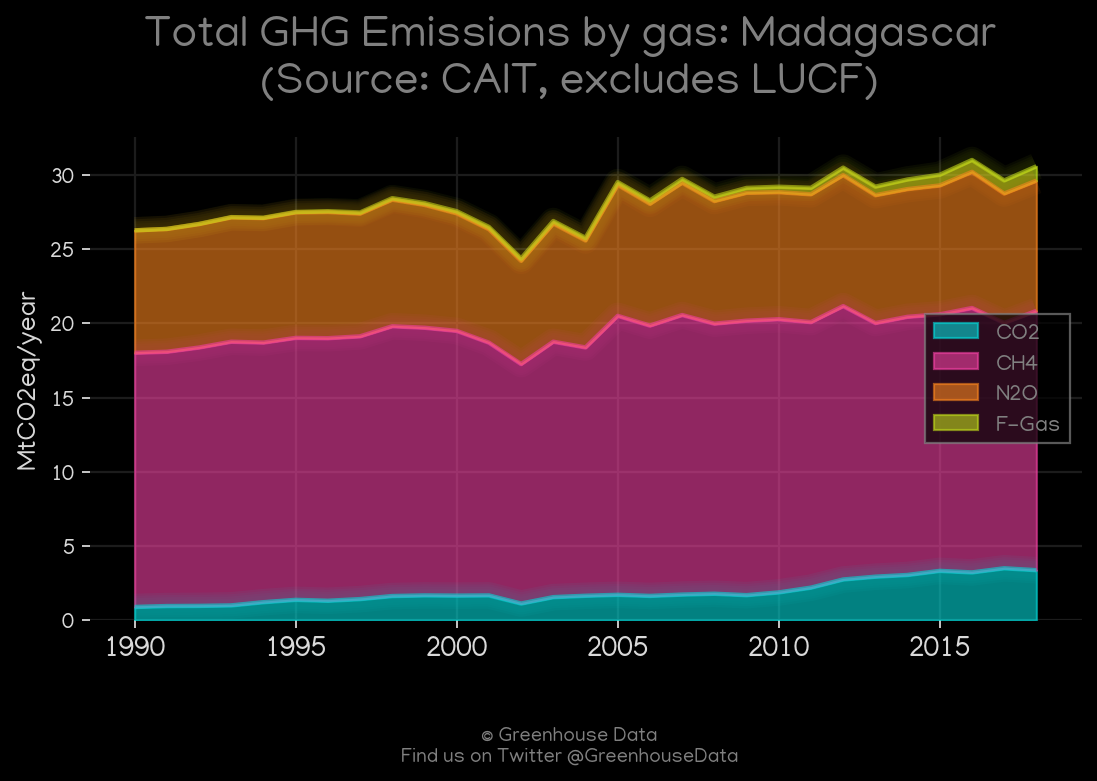 Total GHG Emissions by gas: Madagascar
(Source: CAIT, excludes LUCF)
MtCO2eq/year
30
25
20
15
10
5
0
1990 1995 2000 2005 2010 2015
CO2
CH4
N2O
F-Gas
© Greenhouse Data
Find us on Twitter @GreenhouseData